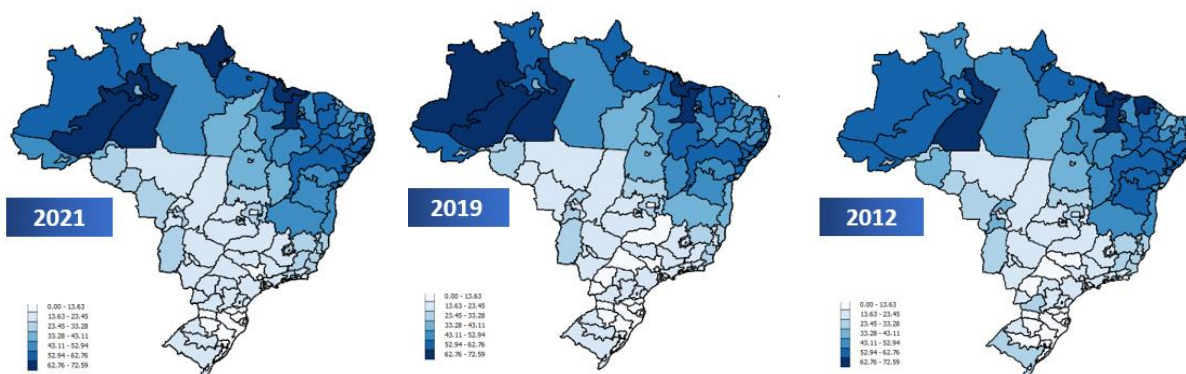 2021
0.00 - 13.63
13.63 - 23.45
23.45 - 33.28
33.28 - 43.11
43.11 - 52.94
52.94 - 62.76
62.76 - 72.59
2019
0.00 - 13.63
13.63 - 23.45
23.45 - 33.28
33.28 - 43.11
43.11 - 52.94
52.94 - 62.76
62.76 - 72.59
2012
0.00 - 13.63
13.63 - 23.45
23.45 - 33.28
33.28 - 43.11
43.11 - 52.94
52.94 - 62.76
62.76 - 72.59